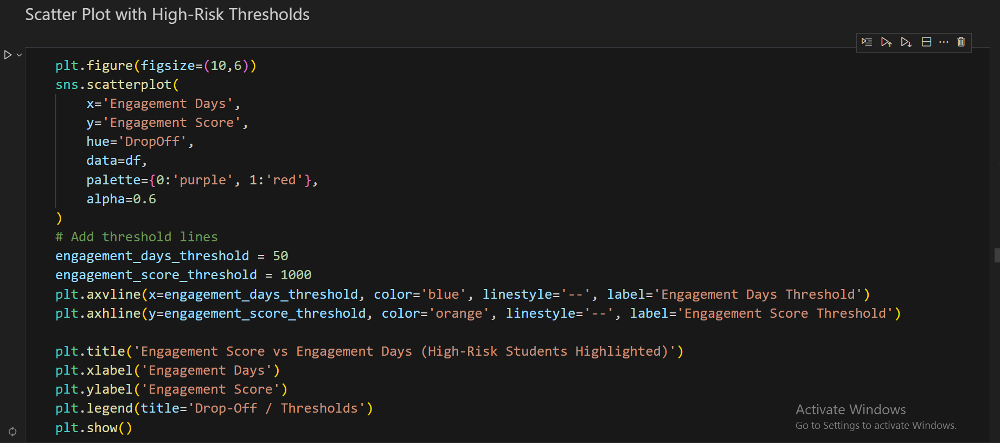 Scatter Plot with High-Risk Thresholds
plt.figure(figsize=(10,6))
sns.scatterplot(
    x='Engagement Days',
    y='Engagement Score',
    hue='DropOff',
    data=df,
    palette={0:'purple', 1:'red'},
    alpha=0.6
)
# Add threshold lines
engagement_days_threshold = 50
engagement_score_threshold = 1000
plt.axvline(x=engagement_days_threshold, color='blue', linestyle='--', label='Engagement Days Threshold')
plt.axhline(y=engagement_score_threshold, color='orange', linestyle='--', label='Engagement Score Threshold')
plt.title('Engagement Score vs Engagement Days (High-Risk Students Highlighted)')
plt.xlabel('Engagement Days')
plt.ylabel('Engagement Score')
plt.legend(title='Drop-Off / Thresholds')
plt.show()
Activate Windows
Go to Settings to activate Windows.